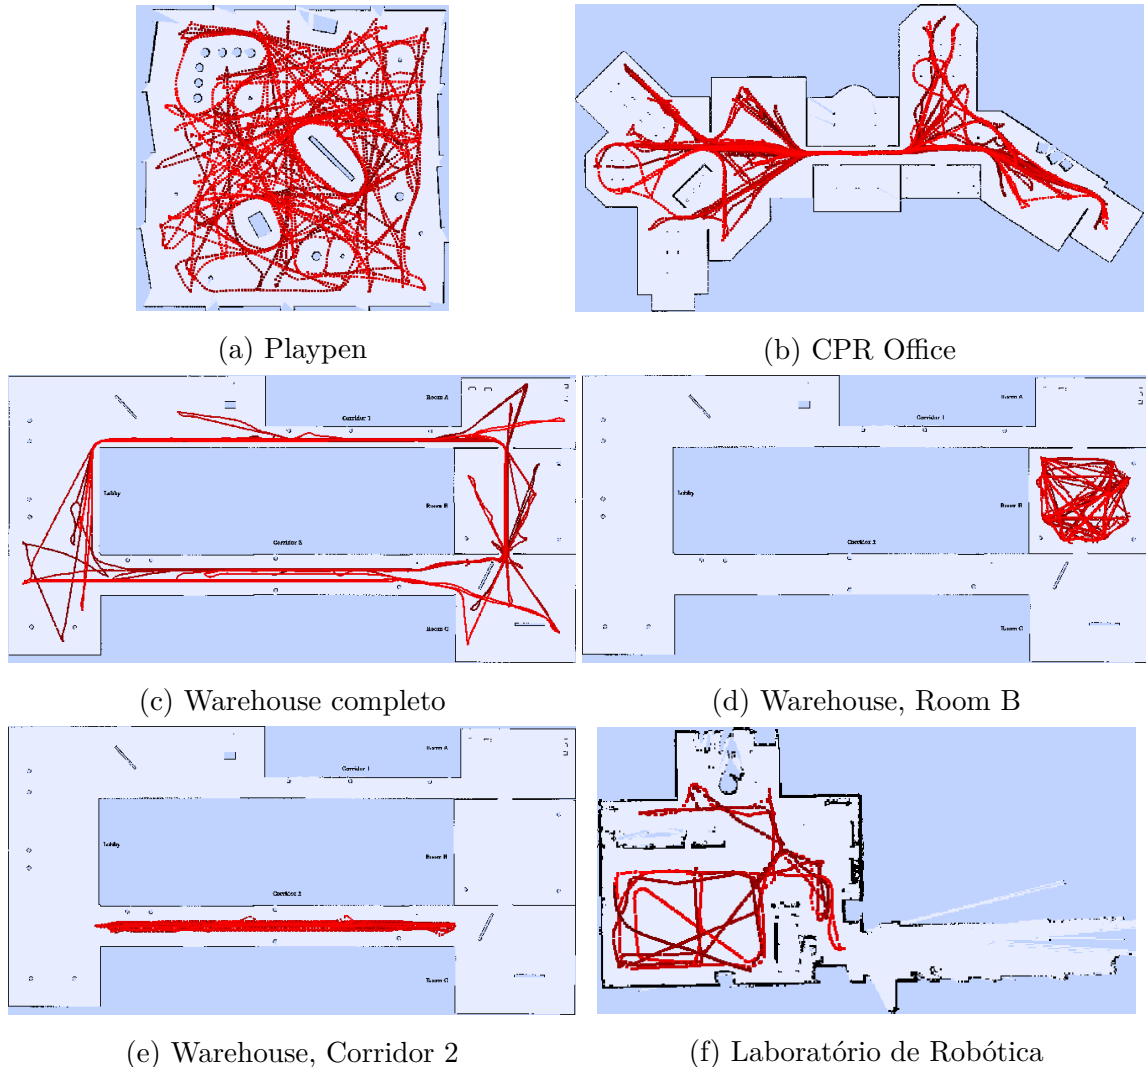 (a) Playpen
(b) CPR Office
Room A
Corridor 1
Lobby
Room B
Corridor 2
Room C
(c) Warehouse completo
Room A
Corridor 1
Lobby
Room B
Corridor 2
Room C
(d) Warehouse, Room B
Room A
Corridor 1
Lobby
Room B
Corridor 2
Room C
(e) Warehouse, Corridor 2
(f) Laboratório de Robótica